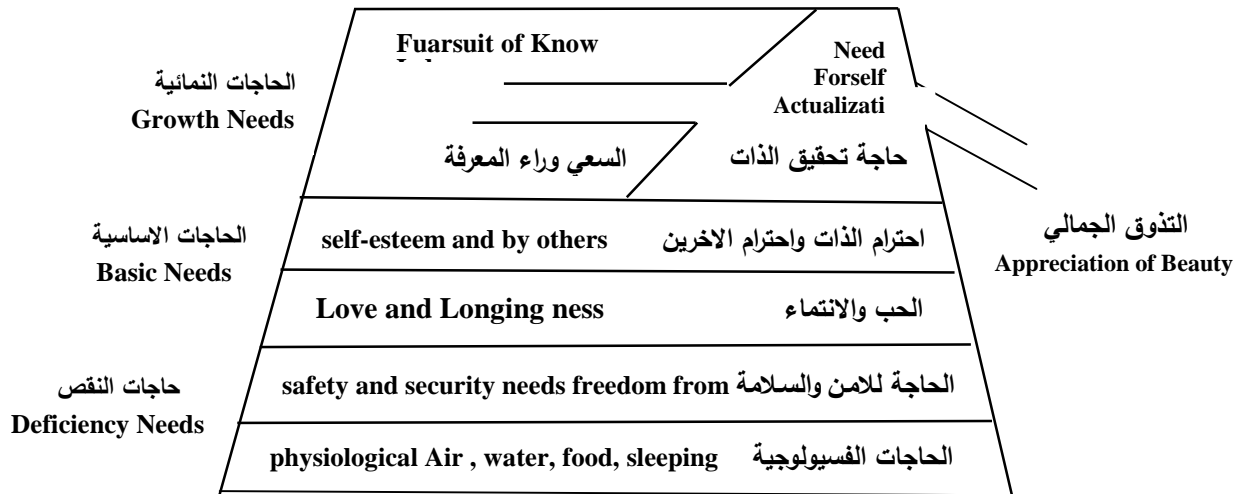 Fuarsuit of Know
Need
Forself
Actualizati
الحاجات النمائية
Growth Needs
السعي وراء المعرفة
حاجة تحقيق الذات
التذوق الجمالي
Appreciation of Beauty
الحاجات الاساسية
Basic Needs
self-esteem and by others احترام الذات واحترام الاخرين
Love and Longing ness الحب والانتماء
حاجات النقص
Deficiency Needs
safety and security needs freedom from الحاجة للامن والسلامة
physiological Air , water, food, sleeping الحاجات الفسيولوجية